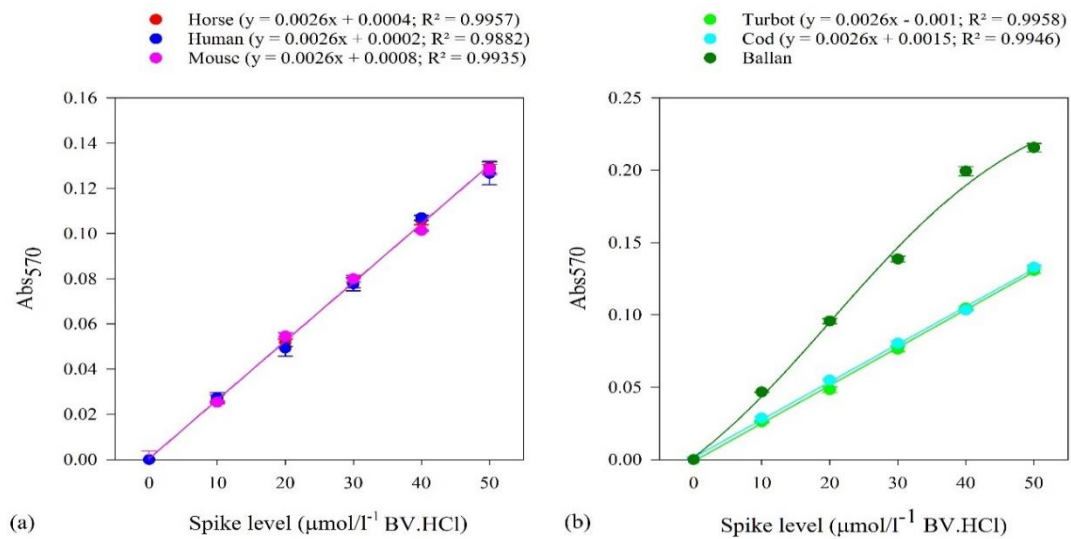 Horse (y = 0.0026x + 0.0004; R² = 0.9957)
Human (y = 0.0026x + 0.0002; R² = 0.9882)
Mousc (y = 0.0026x + 0.0008; R² = 0.9935)
Abs570
0.16
0.14
0.12
0.10
0.08
0.06
0.04
0.02
0.00
0 10 20 30 40 50
(a) Spike level (μmol/l⁻¹ BV.HCl)
Turbot (y = 0.0026x - 0.001; R² = 0.9958)
Cod (y = 0.0026x + 0.0015; R² = 0.9946)
Ballan
Abs570
0.25
0.20
0.15
0.10
0.05
0.00
0 10 20 30 40 50
(b) Spike level (μmol/l⁻¹ BV.HCl)